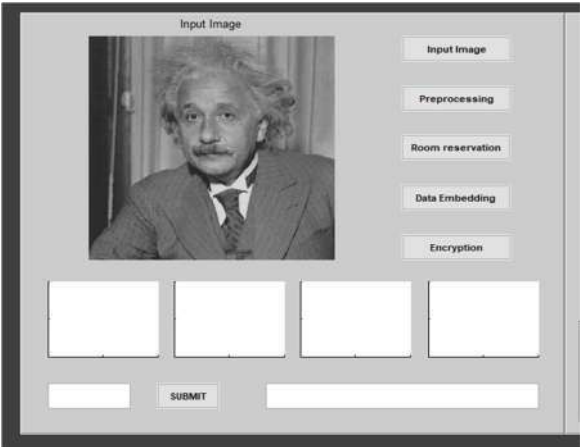 Input Image
Input Image
Preprocessing
Room reservation
Data Embedding
Encryption
SUBMIT